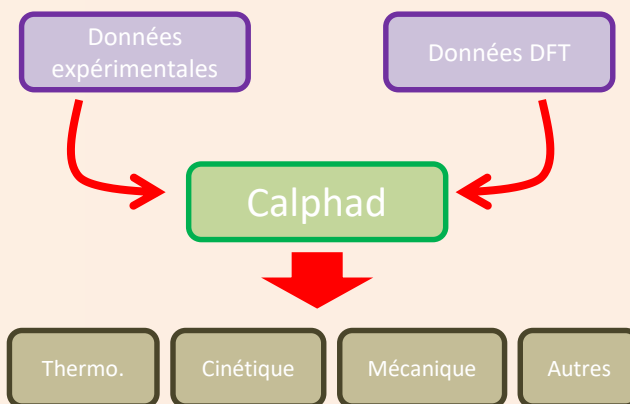 Données
expérimentales
Données DFT
Calphad
Thermo.
Cinétique
Mécanique
Autres